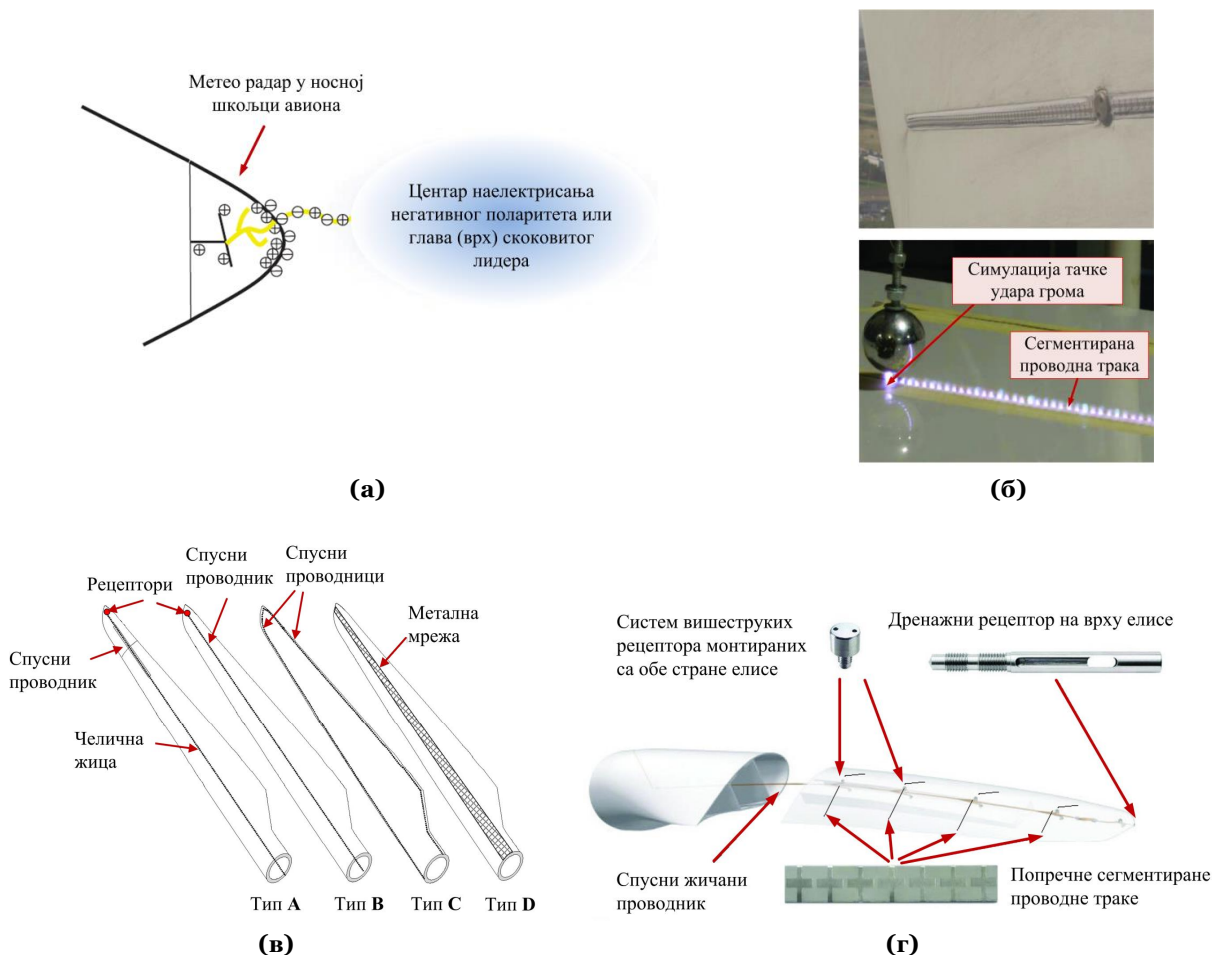 Метео радар у носној
шкољци авиона
Центар наелектрисања
негативног поларитета или
глава (врх) скоковитог
лидера
(а)
Симулација тачке
удара грома
Сегментирана
проводна трака
(б)
Рецептори
Спусни
проводник
Спусни
проводници
Метална
мрежа
Спусни
проводник
Челична
жица
Тип A
Тип B
Тип C
Тип D
(в)
Систем вишеструких
рецептора монтираних
са обе стране елисе
Дренажни рецептор на врху елисе
Спусни жичани
проводник
Попречне сегментиране
проводне траке
(г)